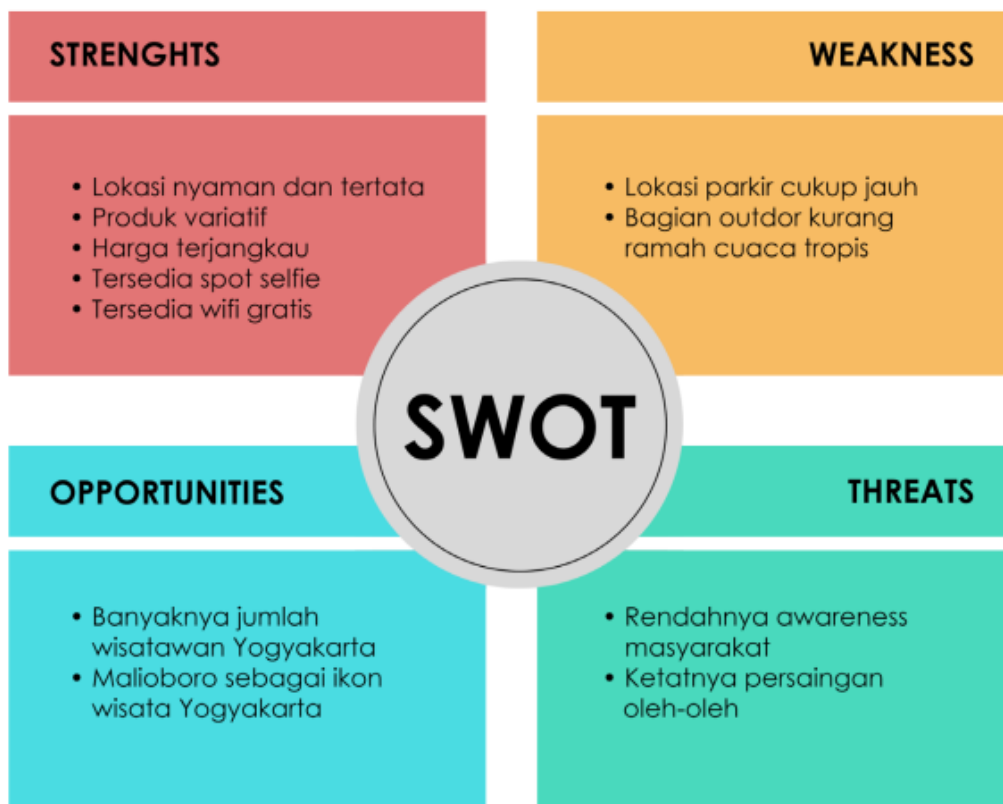 STRENGHTS
• Lokasi nyaman dan tertata
• Produk variatif
• Harga terjangkau
• Tersedia spot selfie
• Tersedia wifi gratis
WEAKNESS
• Lokasi parkir cukup jauh
• Bagian outdor kurang
ramah cuaca tropis
SWOT
OPPORTUNITIES
• Banyaknya jumlah
wisatawan Yogyakarta
• Malioboro sebagai ikon
wisata Yogyakarta
THREATS
• Rendahnya awareness
masyarakat
• Ketatnya persaingan
oleh-oleh